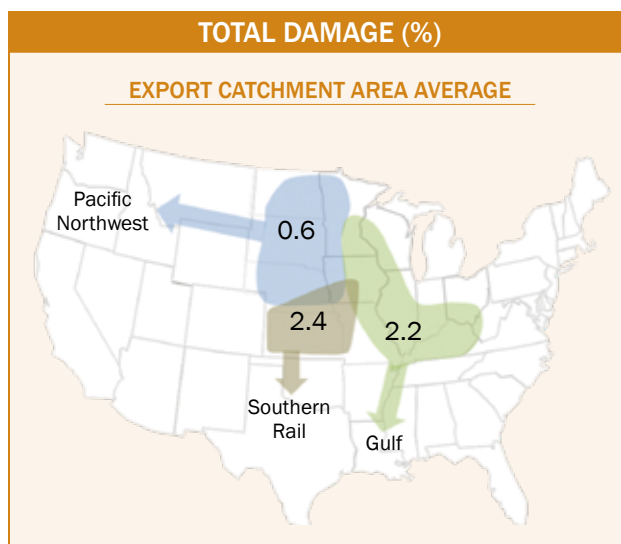 TOTAL DAMAGE (%)
EXPORT CATCHMENT AREA AVERAGE
Pacific
Northwest
0.6
2.4
2.2
Southern
Rail
Gulf